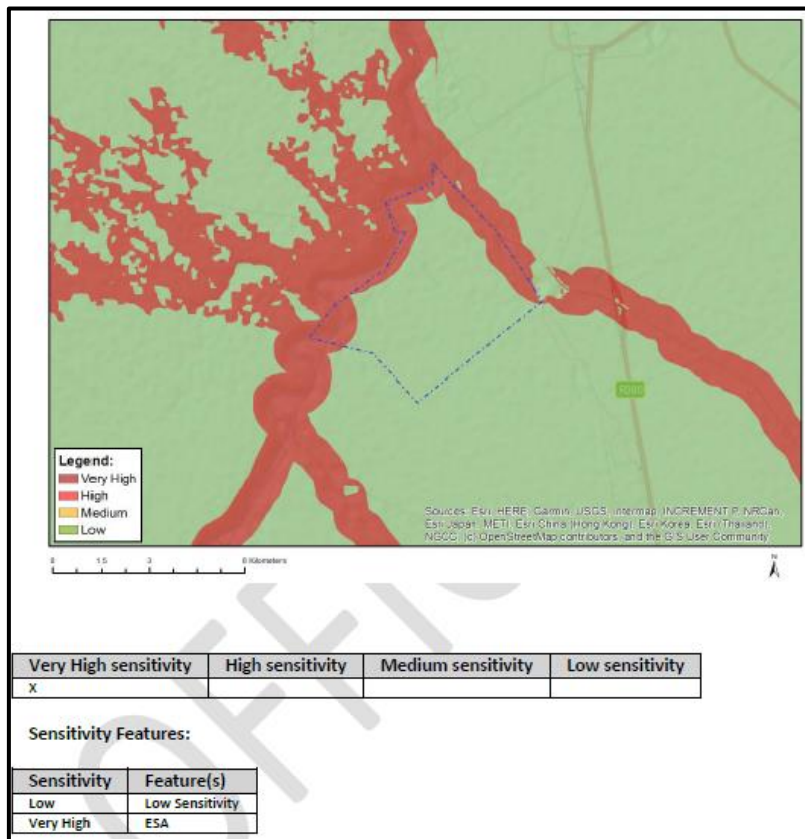 R389
Legend:
Very High
High
Medium
Low
Sources: Esri, HERE, Garmin, USGS, Intermap, INCREMENT P, NRCan,
Esri Japan, METI, Esri China (Hong Kong), Esri Korea, Esri (Thailand),
NGCC, (c) OpenStreetMap contributors, and the GIS User Community
0 1.5 3 6 Kilometers
N
Very High sensitivity High sensitivity Medium sensitivity Low sensitivity
X
Sensitivity Features:
Sensitivity Feature(s)
Low Low Sensitivity
Very High ESA